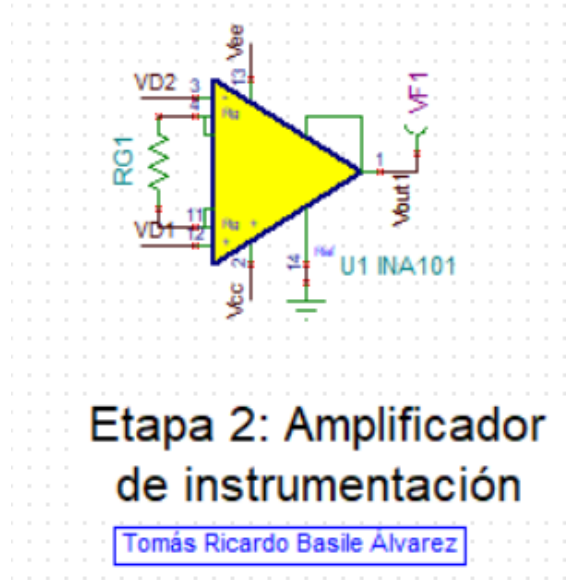 Vee
VD2 3 13
VF1
RG1
1
Vout1
11
VD1 12
2
14
U1 INA101
Vcc
Etapa 2: Amplificador
de instrumentación
Tomás Ricardo Basile Álvarez